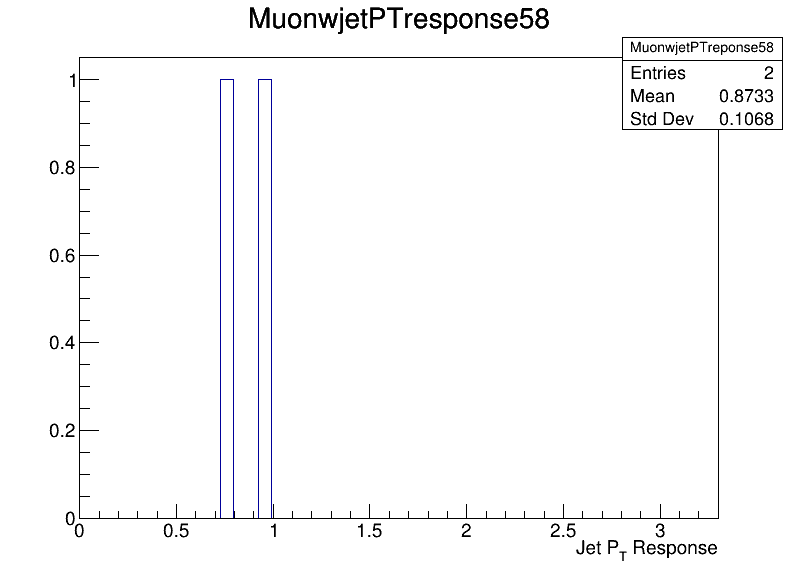 MuonwjetPTresponse58
MuonwjetPTreponse58
Entries 2
Mean 0.8733
Std Dev 0.1068
1
0.8
0.6
0.4
0.2
0
0 0.5 1 1.5 2 2.5 3
Jet PT Response